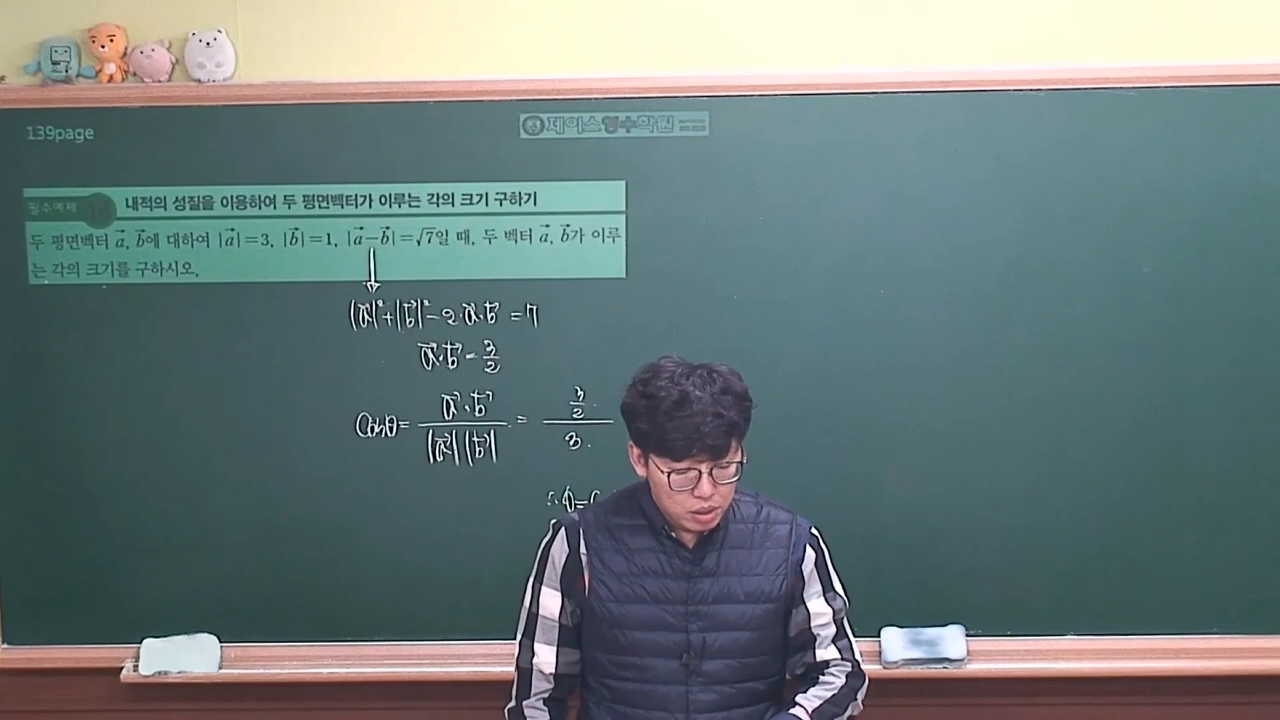 139page
제이스영수학원
필수예제 내적의 성질을 이용하여 두 평면벡터가 이루는 각의 크기 구하기
두 평면벡터 a⃗, b⃗에 대하여 |a⃗|=3, |b⃗|=1, |a⃗−b⃗|=√7일 때, 두 벡터 a⃗, b⃗가 이루
는 각의 크기를 구하시오.
|a⃗|²+|b⃗|²−2a⃗·b⃗=7
a⃗·b⃗=3/2
cosθ= a⃗·b⃗ / |a⃗||b⃗| = 3/2 / 3
∴θ=